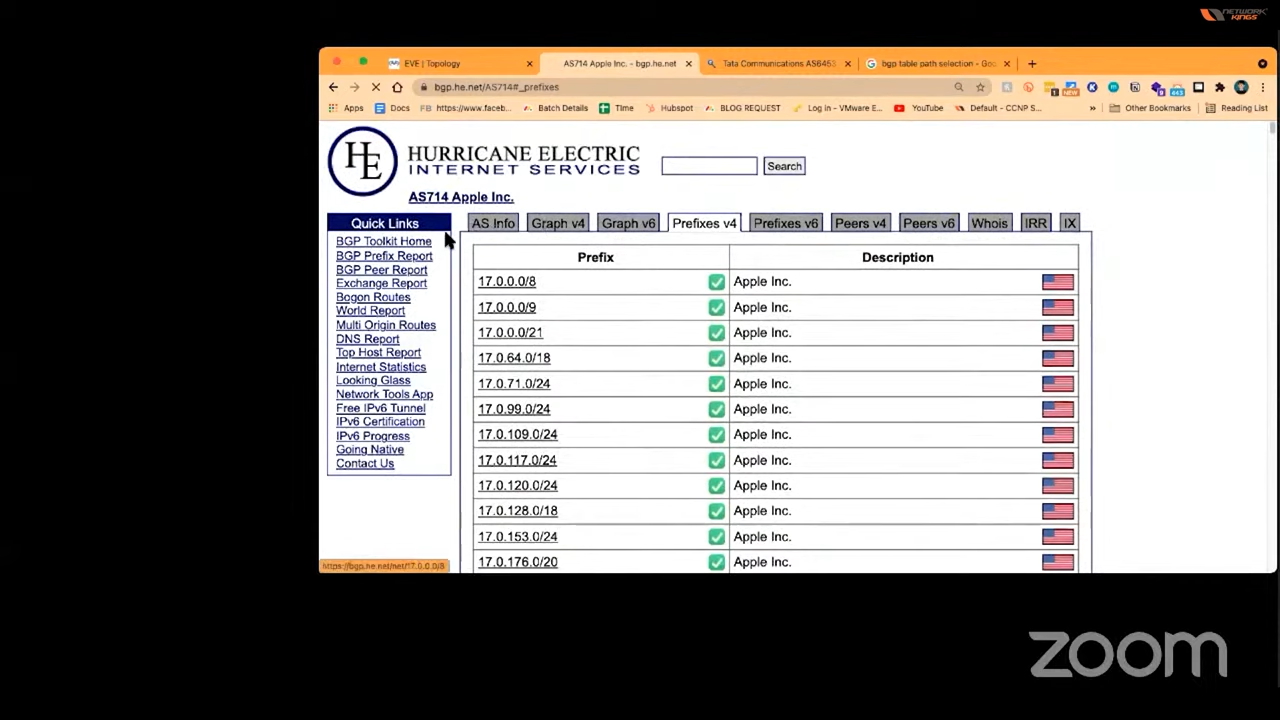 NETWORK
KINGS
EVE | Topology
AS714 Apple Inc. - bgp.he.net
Tata Communications AS6453
bgp table path selection - Goo
bgp.he.net/AS714#_prefixes
Apps
Docs
FB https://www.faceb...
Batch Details
Time
Hubspot
BLOG REQUEST
Log in - VMware E...
YouTube
Default - CCNP S...
»
Other Bookmarks
Reading List
HE
HURRICANE ELECTRIC
INTERNET SERVICES
Search
AS714 Apple Inc.
Quick Links
BGP Toolkit Home
BGP Prefix Report
BGP Peer Report
Exchange Report
Bogon Routes
World Report
Multi Origin Routes
DNS Report
Top Host Report
Internet Statistics
Looking Glass
Network Tools App
Free IPv6 Tunnel
IPv6 Certification
IPv6 Progress
Going Native
Contact Us
AS Info Graph v4 Graph v6 Prefixes v4 Prefixes v6 Peers v4 Peers v6 Whois IRR IX
Prefix Description
17.0.0.0/8 Apple Inc.
17.0.0.0/9 Apple Inc.
17.0.0.0/21 Apple Inc.
17.0.64.0/18 Apple Inc.
17.0.71.0/24 Apple Inc.
17.0.99.0/24 Apple Inc.
17.0.109.0/24 Apple Inc.
17.0.117.0/24 Apple Inc.
17.0.120.0/24 Apple Inc.
17.0.128.0/18 Apple Inc.
17.0.153.0/24 Apple Inc.
17.0.176.0/20 Apple Inc.
https://bgp.he.net/net/17.0.0.0/8
zoom